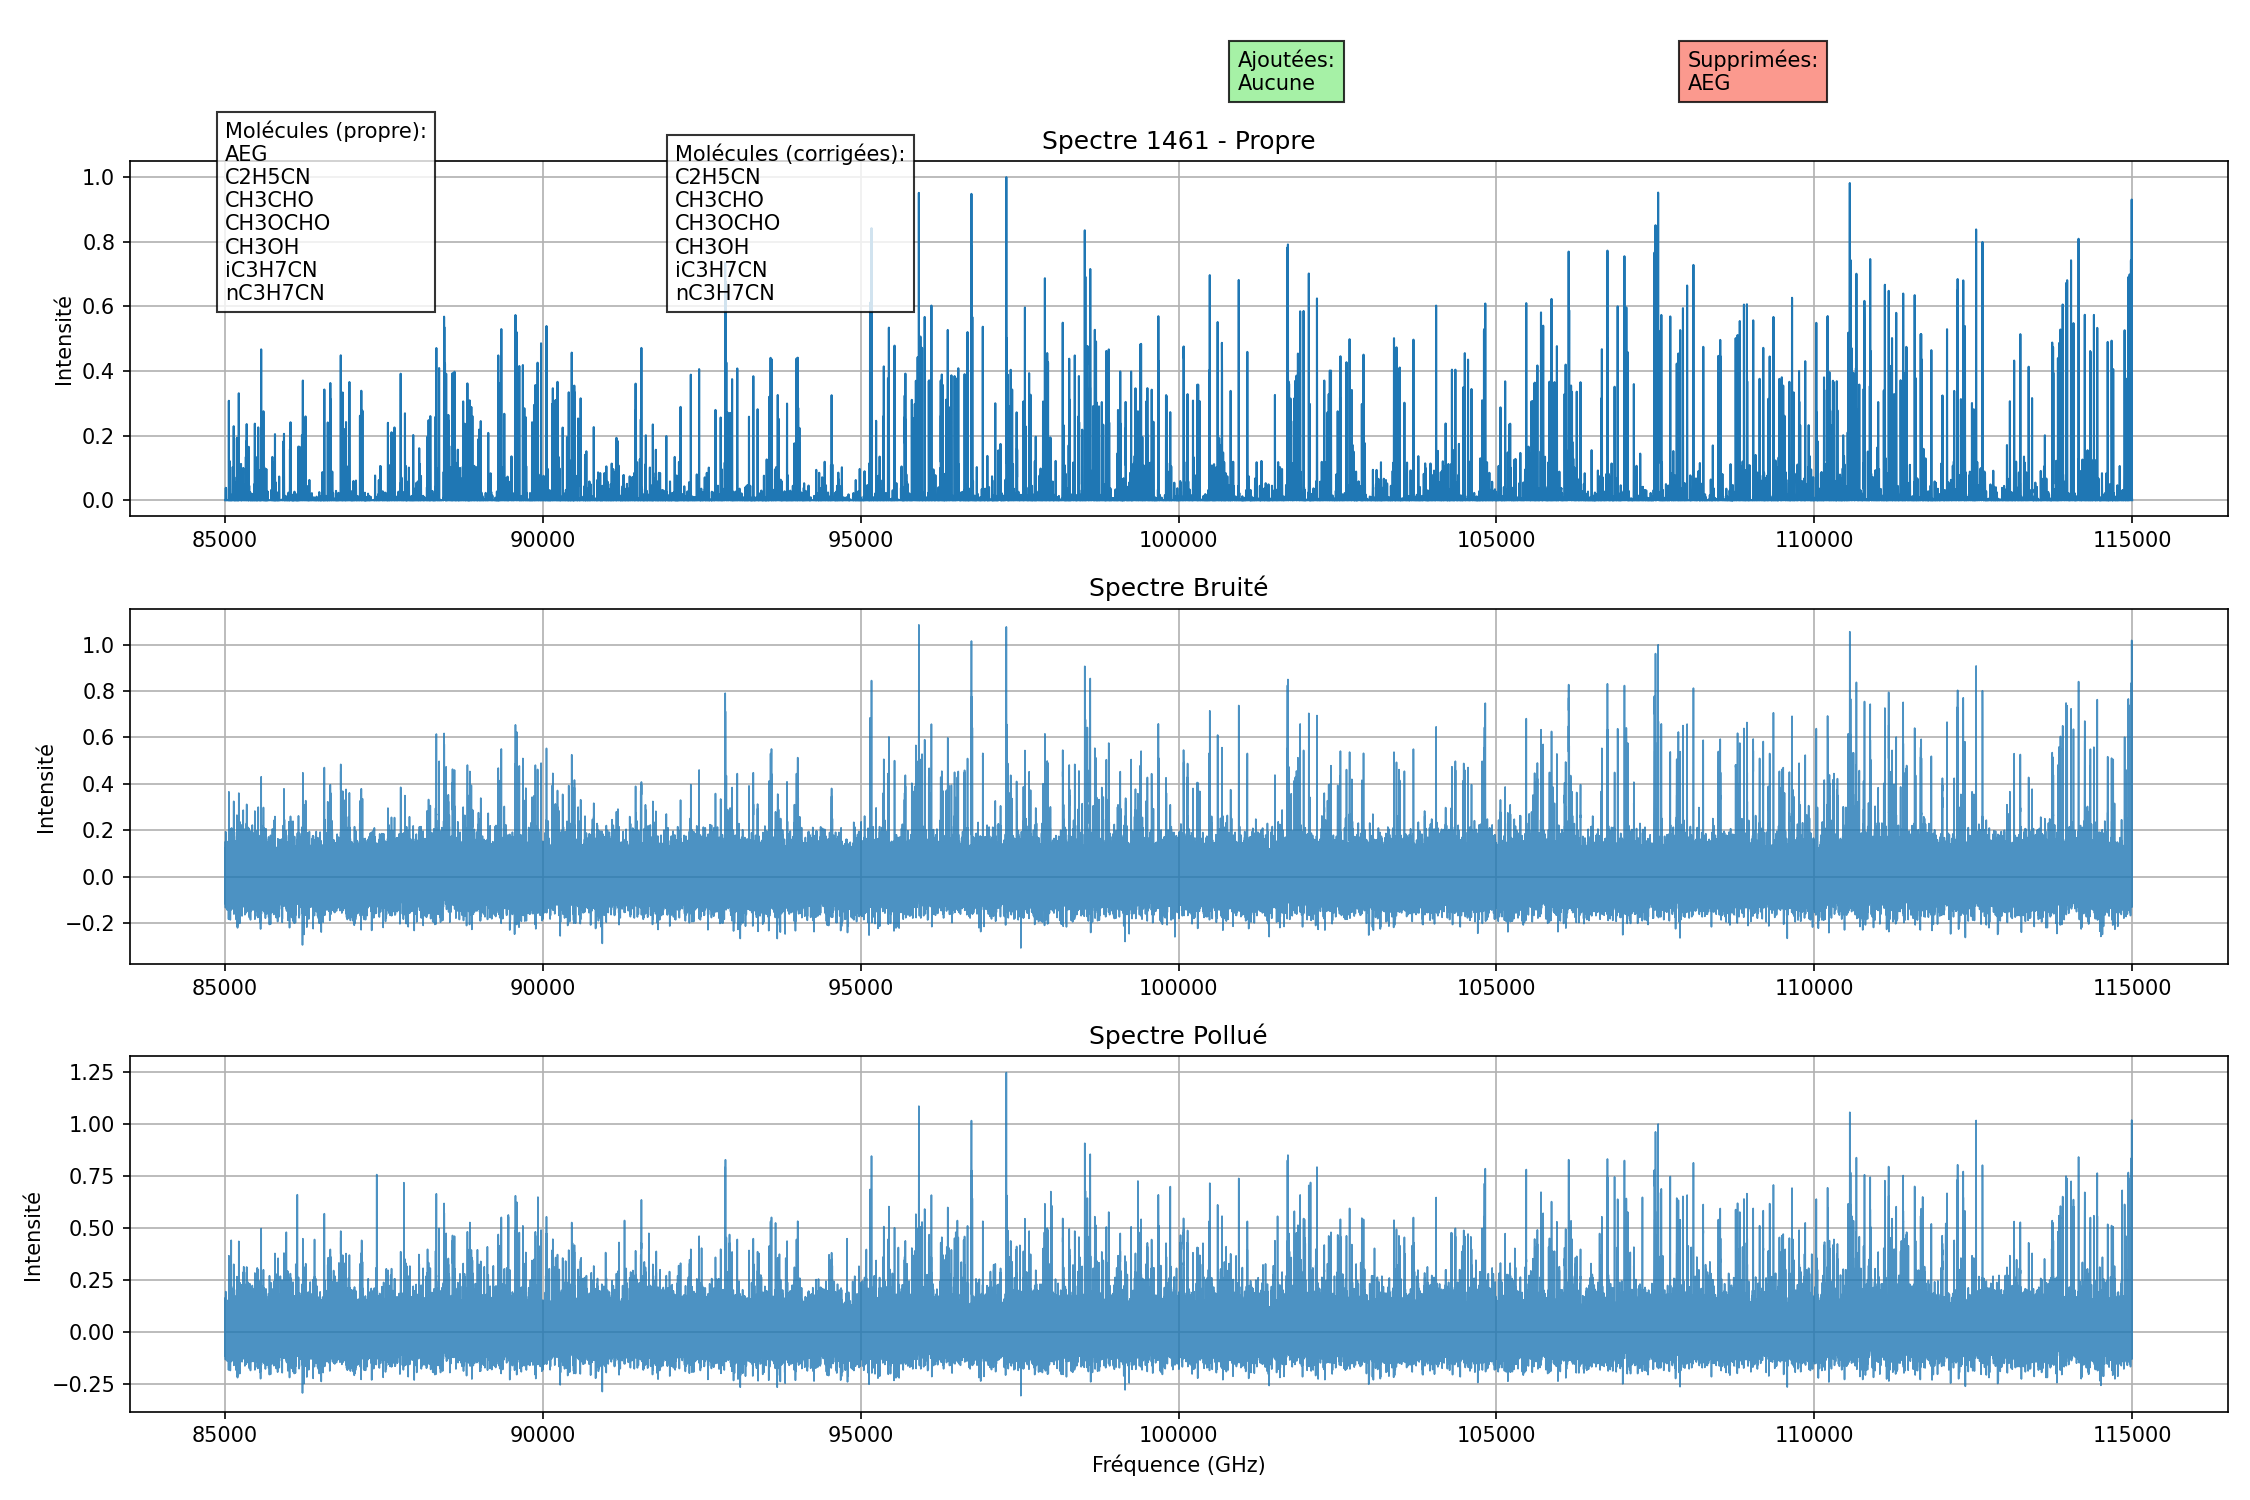 Ajoutées:
Aucune
Supprimées:
AEG
Molécules (propre):
AEG
C2H5CN
CH3CHO
CH3OCHO
CH3OH
iC3H7CN
nC3H7CN
Molécules (corrigées):
C2H5CN
CH3CHO
CH3OCHO
CH3OH
iC3H7CN
nC3H7CN
Spectre 1461 - Propre
Intensité
1.0
0.8
0.6
0.4
0.2
0.0
85000 90000 95000 100000 105000 110000 115000
Spectre Bruité
Intensité
1.0
0.8
0.6
0.4
0.2
0.0
−0.2
85000 90000 95000 100000 105000 110000 115000
Spectre Pollué
Intensité
1.25
1.00
0.75
0.50
0.25
0.00
−0.25
85000 90000 95000 100000 105000 110000 115000
Fréquence (GHz)